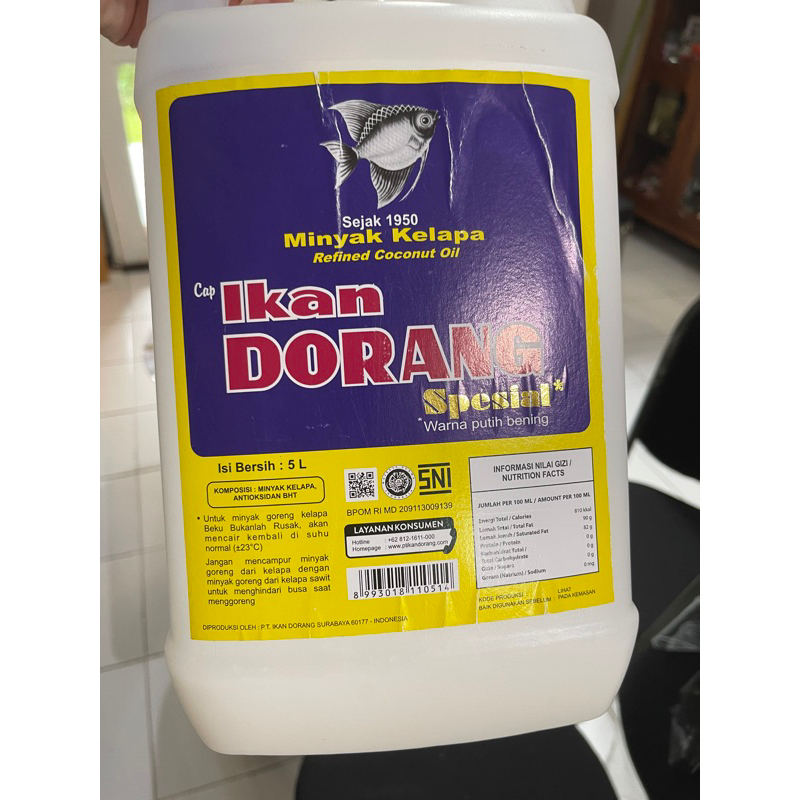 Sejak 1950
Minyak Kelapa
Refined Coconut Oil
Cap Ikan
DORANG
Spesial*
*Warna putih bening
Isi Bersih : 5 L
KOMPOSISI : MINYAK KELAPA,
ANTIOKSIDAN BHT
* Untuk minyak goreng kelapa
Beku Bukanlah Rusak, akan
mencair kembali di suhu
normal (±23°C)
Jangan mencampur minyak
goreng dari kelapa dengan
minyak goreng dari kelapa sawit
untuk menghindari busa saat
menggoreng
SNI
BPOM RI MD 209113009139
LAYANAN KONSUMEN
Hotline : +62 812-1611-000
Homepage : www.ptikandorang.com
8 993018 110514
INFORMASI NILAI GIZI /
NUTRITION FACTS
JUMLAH PER 100 ML / AMOUNT PER 100 ML
Energi Total / Calories 810 kkal
Lemak Total / Total Fat 90 g
Lemak Jenuh / Saturated Fat 82 g
Protein / Protein 0 g
Karbohidrat Total /
Total Carbohydrate 0 g
Gula / Sugars 0 g
Garam (Natrium) / Sodium 0 mg
KODE PRODUKSI : LIHAT
BAIK DIGUNAKAN SEBELUM : PADA KEMASAN
DIPRODUKSI OLEH : P.T. IKAN DORANG SURABAYA 60177 - INDONESIA